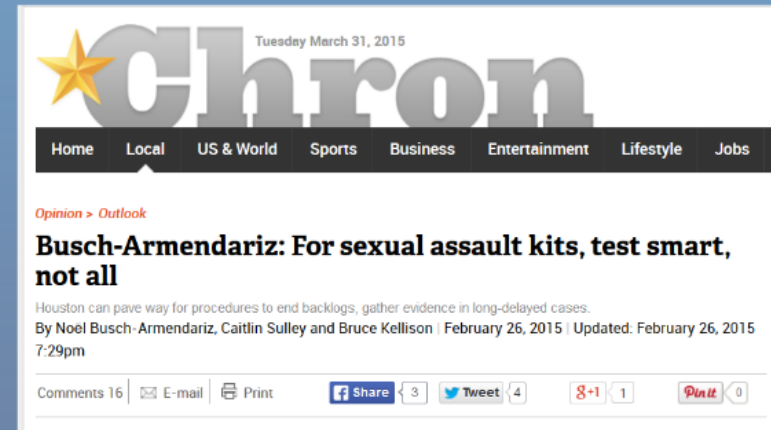 Tuesday March 31, 2015
Chron
Home Local US & World Sports Business Entertainment Lifestyle Jobs
Opinion > Outlook
Busch-Armendariz: For sexual assault kits, test smart,
not all
Houston can pave way for procedures to end backlogs, gather evidence in long-delayed cases.
By Noël Busch-Armendariz, Caitlin Sulley and Bruce Kellison | February 26, 2015 | Updated: February 26, 2015
7:29pm
Comments 16 | E-mail | Print f Share 3 Tweet 4 g+1 1 Pin it 0